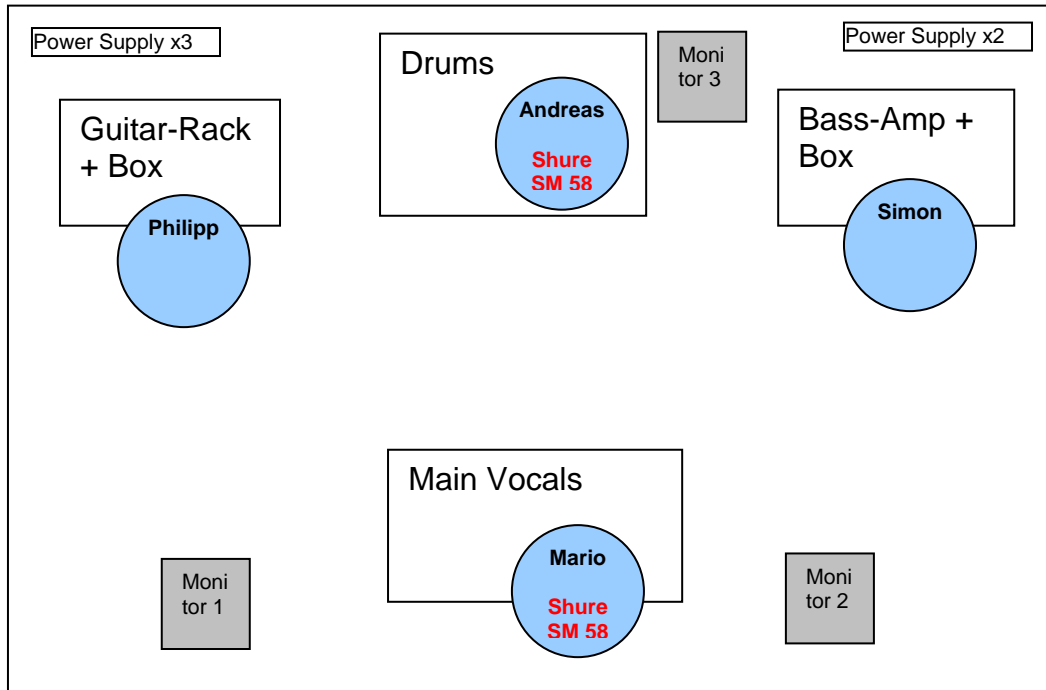 Power Supply x3
Power Supply x2
Drums
Moni
tor 3
Andreas
Shure
SM 58
Guitar-Rack
+ Box
Philipp
Bass-Amp +
Box
Simon
Main Vocals
Mario
Shure
SM 58
Moni
tor 1
Moni
tor 2